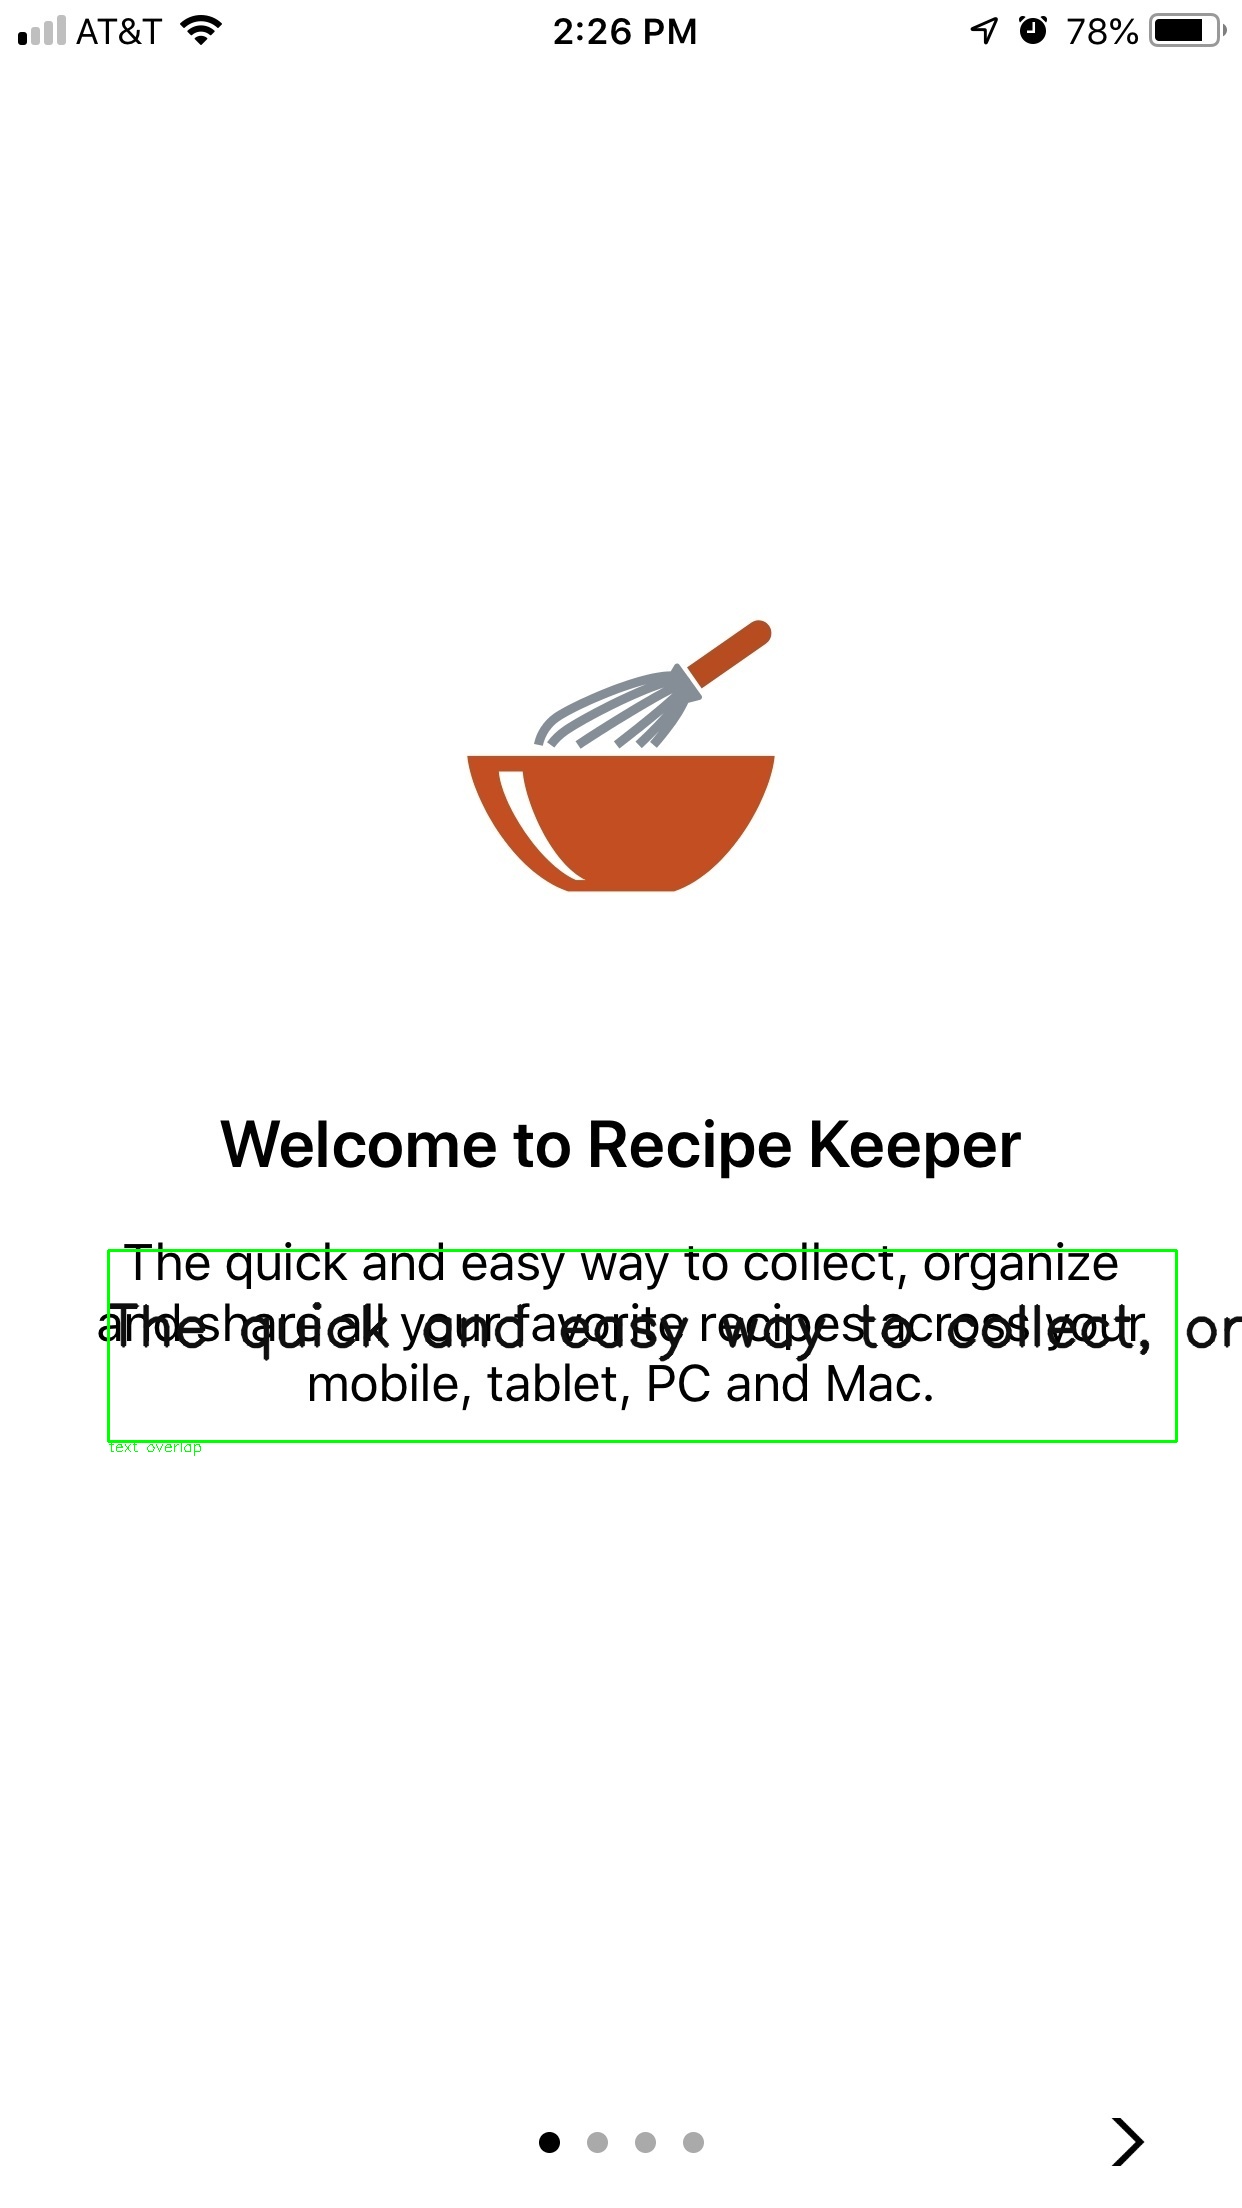 AT&T 2:26 PM 78%
Welcome to Recipe Keeper
The quick and easy way to collect, organize
and share all your favorite recipes across your
The quick and easy way to collect, or
mobile, tablet, PC and Mac.
text overlap